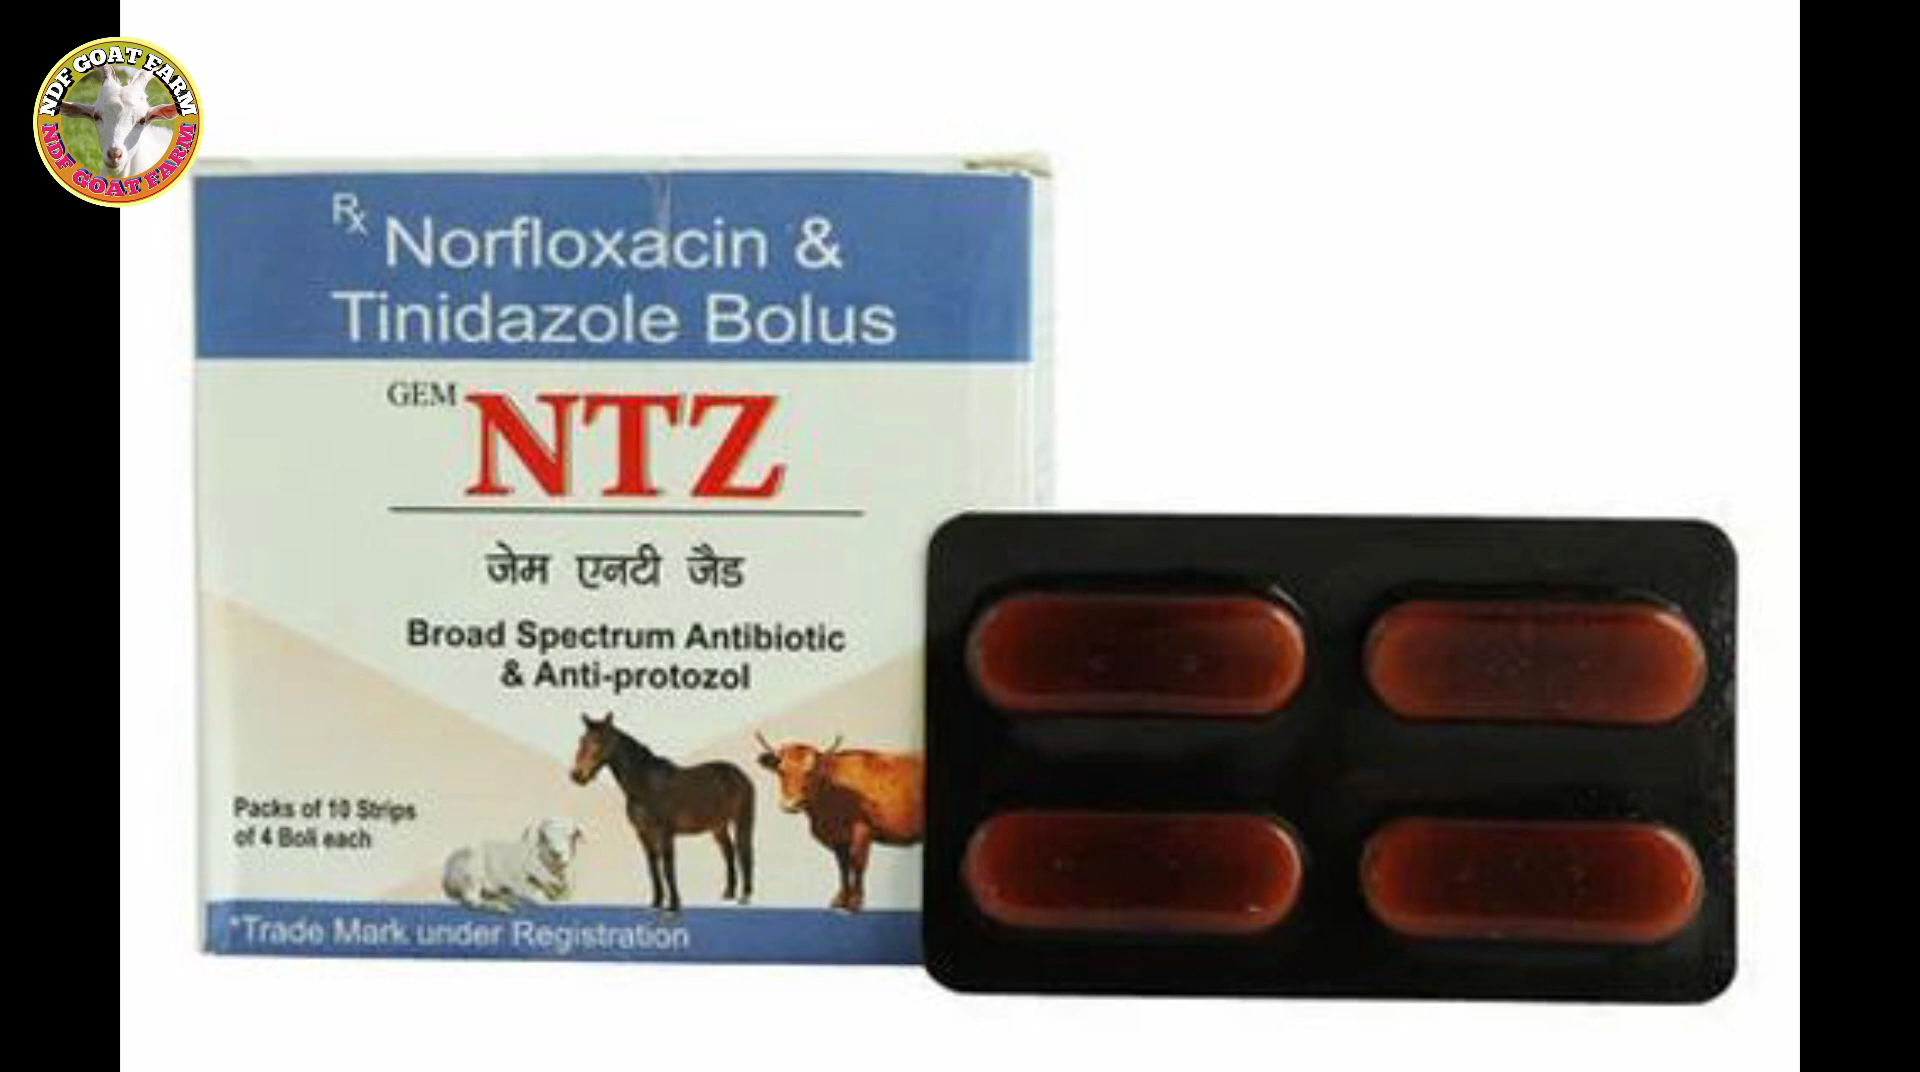 NDF GOAT FARM
NDF GOAT FARM
Rx Norfloxacin &
Tinidazole Bolus
GEM NTZ
जेम एनटी जैड
Broad Spectrum Antibiotic
& Anti-protozol
Packs of 10 Strips
of 4 Boli each
*Trade Mark under Registration